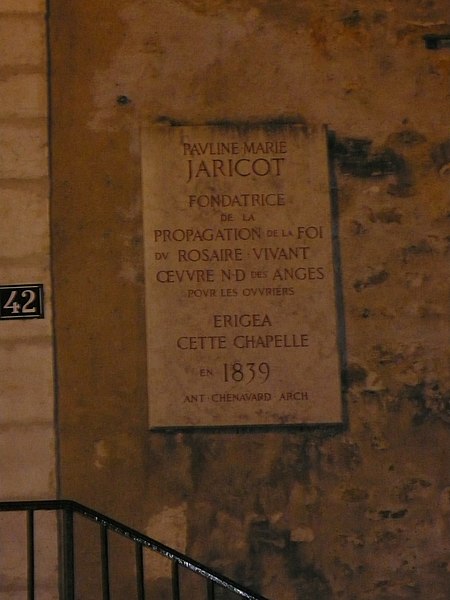 PAVLINE MARIE
JARICOT
FONDATRICE
DE LA
PROPAGATION DE LA FOI
DV ROSAIRE VIVANT
ŒVVRE N·D DES ANGES
POVR LES OVVRIERS
ERIGEA
CETTE CHAPELLE
EN 1839
ANT CHENAVARD ARCH
42